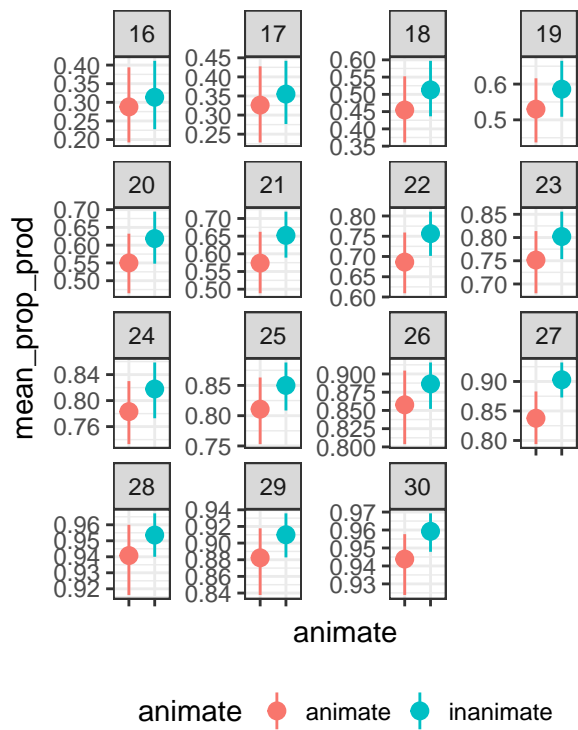 16 17 18 19
0.40 0.35 0.30 0.25 0.20
0.45 0.40 0.35 0.30 0.25
0.60 0.55 0.50 0.45 0.40 0.35
0.6 0.5
20 21 22 23
0.70 0.65 0.60 0.55 0.50
0.70 0.65 0.60 0.55 0.50
0.80 0.75 0.70 0.65 0.60
0.85 0.80 0.75 0.70
mean_prop_prod
24 25 26 27
0.84 0.80 0.76
0.85 0.80 0.75
0.900 0.875 0.850 0.825 0.800
0.90 0.85 0.80
28 29 30
0.96 0.95 0.94 0.93 0.92
0.94 0.92 0.90 0.88 0.86 0.84
0.97 0.96 0.95 0.94 0.93
animate
animate animate inanimate